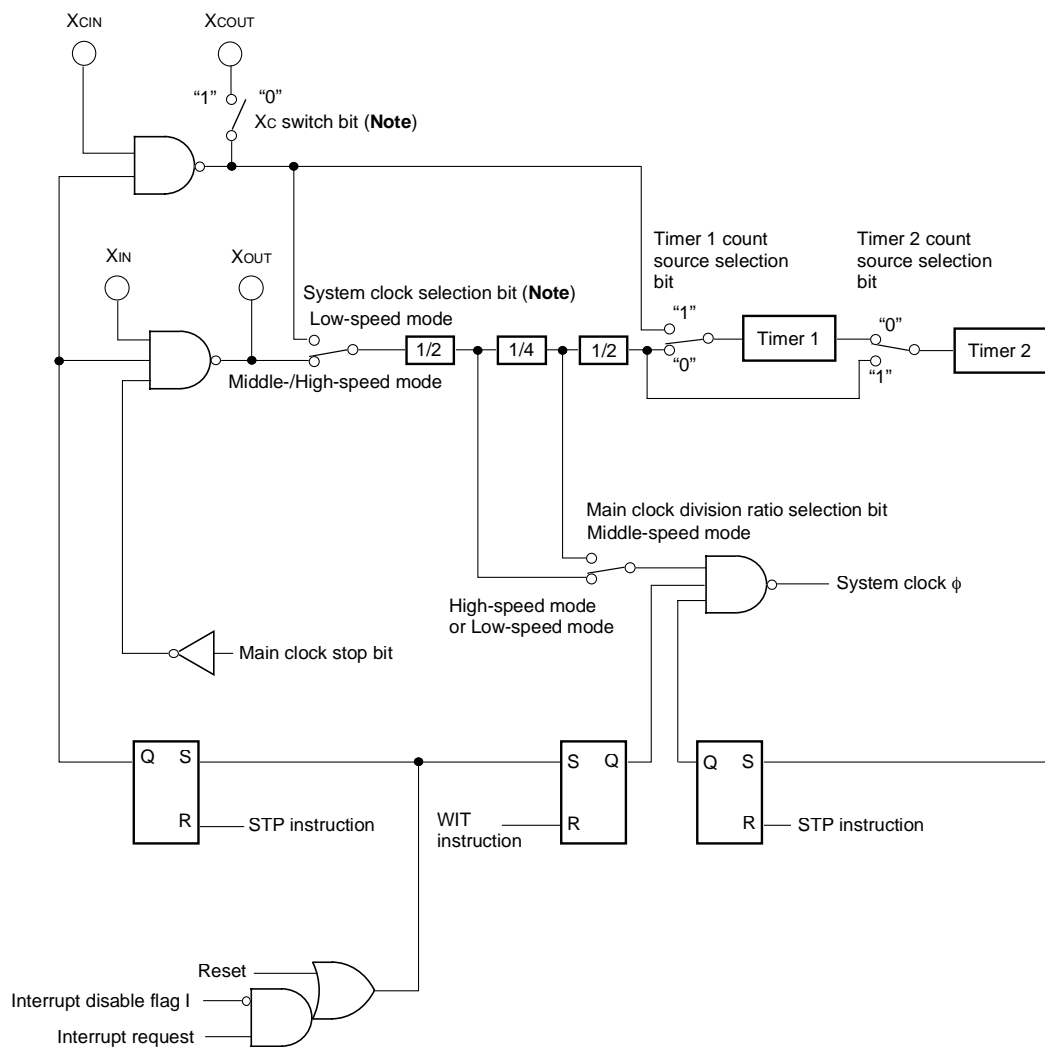 XCIN
XCOUT
“1” “0”
XC switch bit (Note)
XIN
XOUT
System clock selection bit (Note)
Low-speed mode
Middle-/High-speed mode
1/2
1/4
1/2
Timer 1 count
source selection
bit
“1”
“0”
Timer 1
Timer 2 count
source selection
bit
“0”
“1”
Timer 2
Main clock division ratio selection bit
Middle-speed mode
High-speed mode
or Low-speed mode
System clock ϕ
Main clock stop bit
Q S
R
STP instruction
S Q
R
WIT
instruction
Q S
R
STP instruction
Reset
Interrupt disable flag I
Interrupt request